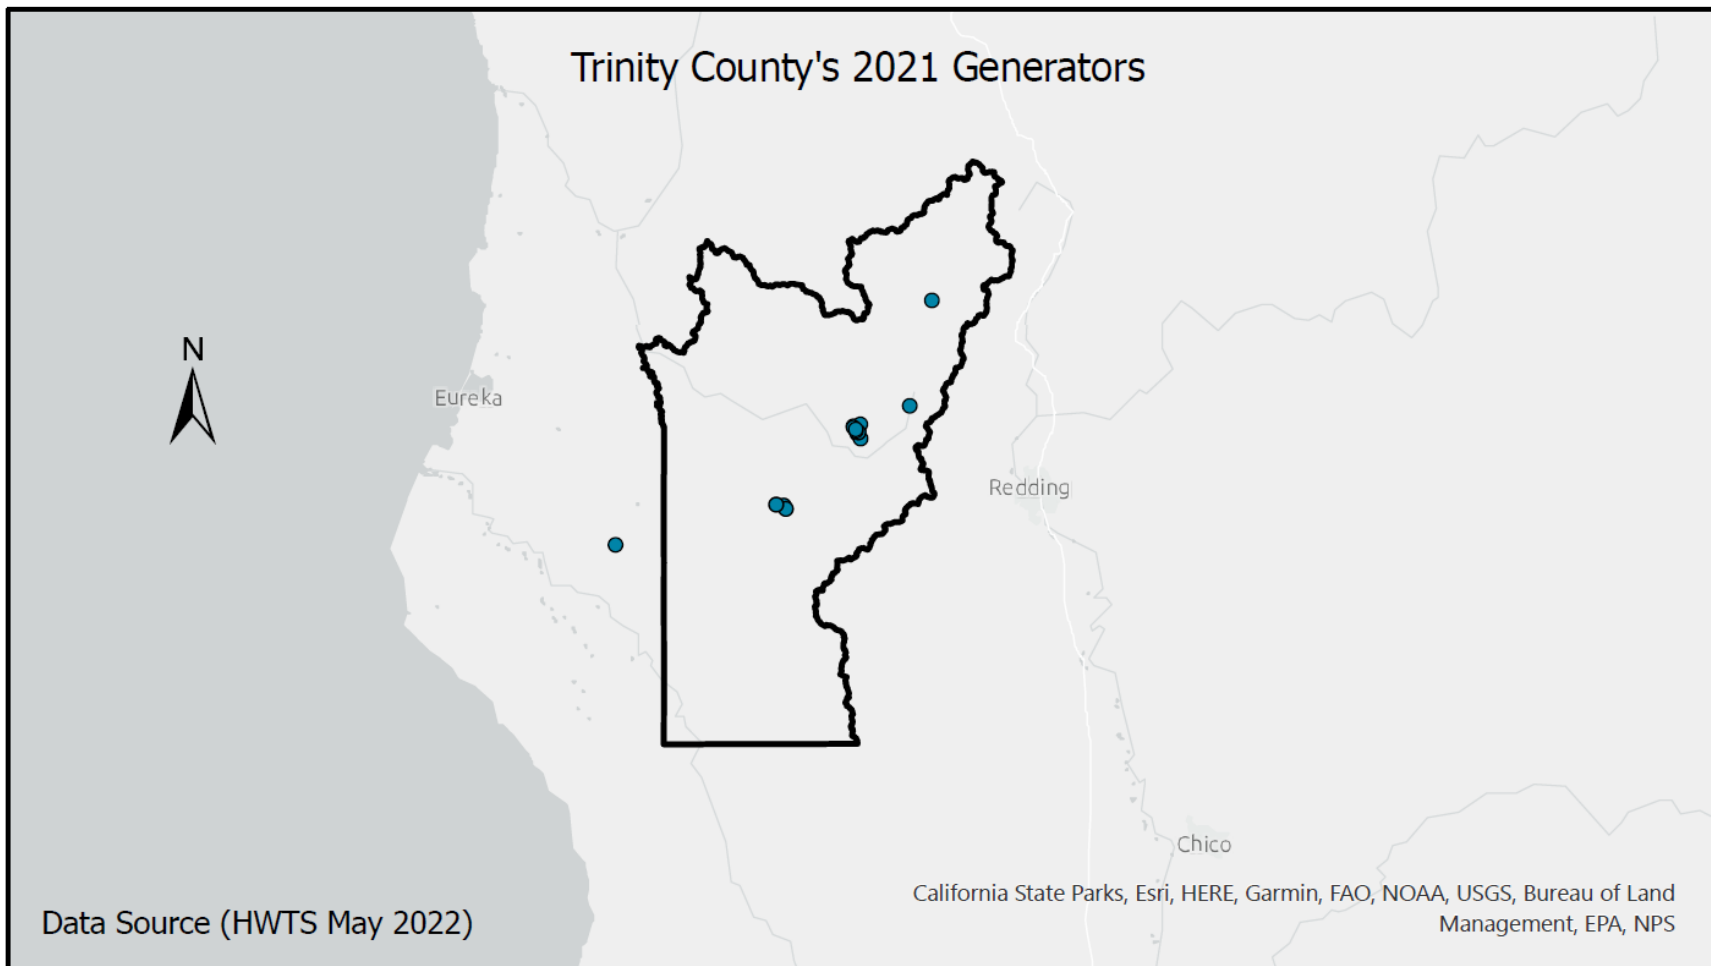 Trinity County's 2021 Generators
N
Eureka
Redding
Chico
California State Parks, Esri, HERE, Garmin, FAO, NOAA, USGS, Bureau of Land
Management, EPA, NPS
Data Source (HWTS May 2022)